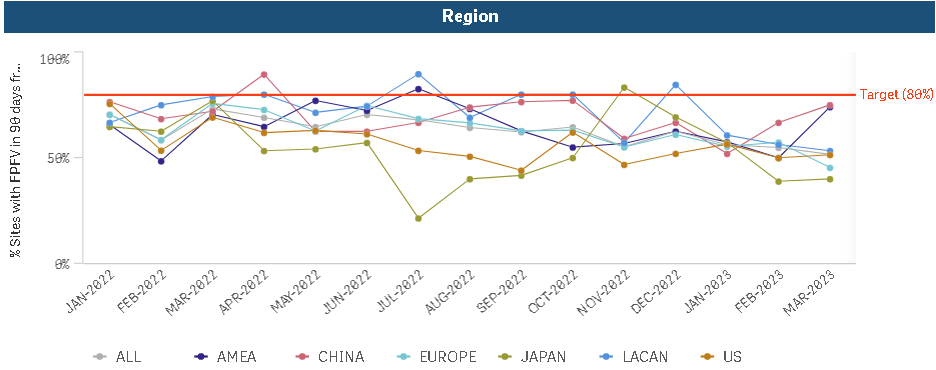 Region
% Sites with FPFV in 90 days fr...
100%
50%
0%
Target (80%)
JAN-2022
FEB-2022
MAR-2022
APR-2022
MAY-2022
JUN-2022
JUL-2022
AUG-2022
SEP-2022
OCT-2022
NOV-2022
DEC-2022
JAN-2023
FEB-2023
MAR-2023
ALL
AMEA
CHINA
EUROPE
JAPAN
LACAN
US